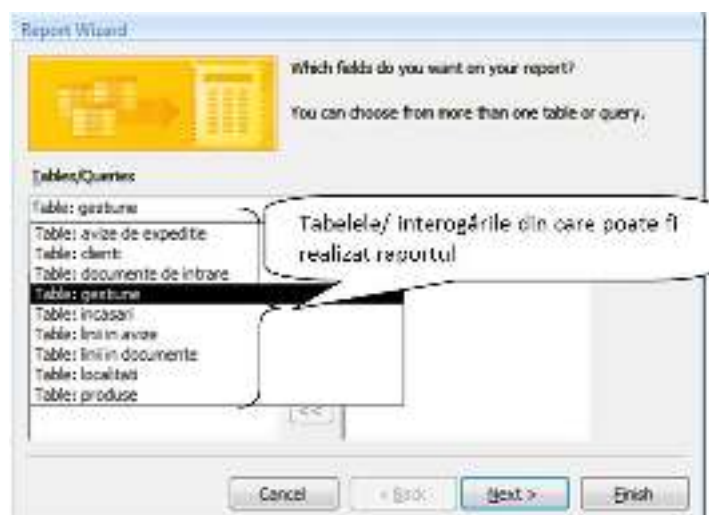 Report Wizard
Which fields do you want on your report?
You can choose from more than one table or query.
Tables/Queries
Table: gestiune
Table: avize de expeditie
Table: clienti
Table: documente de intrare
Table: gestiune
Table: incasari
Table: linii in avize
Table: linii in documente
Table: localitati
Table: produse
Tabelele/ interogările din care poate fi
realizat raportul
<<
Cancel
< Back
Next >
Finish